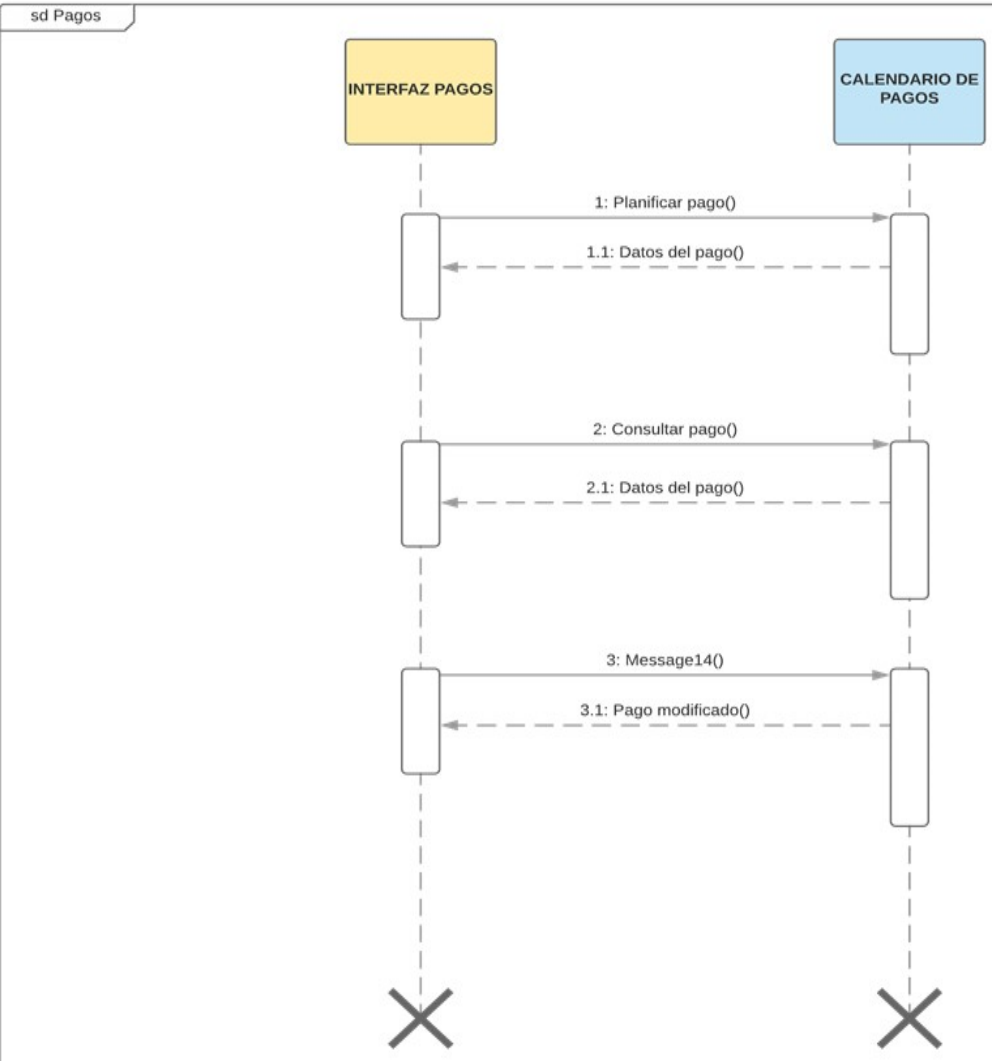 sd Pagos
INTERFAZ PAGOS
CALENDARIO DE
PAGOS
1: Planificar pago()
1.1: Datos del pago()
2: Consultar pago()
2.1: Datos del pago()
3: Message14()
3.1: Pago modificado()